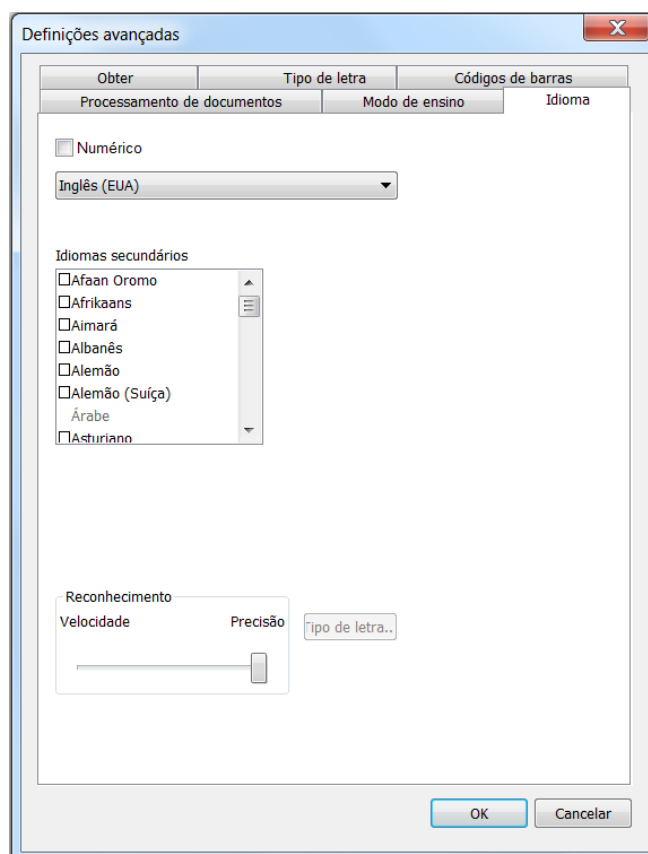 Definições avançadas
Obter Tipo de letra Códigos de barras
Processamento de documentos Modo de ensino Idioma
Numérico
Inglês (EUA)
Idiomas secundários
Afaan Oromo
Afrikaans
Aimará
Albanês
Alemão
Alemão (Suíça)
Árabe
Asturiano
Reconhecimento
Velocidade Precisão
Tipo de letra..
OK Cancelar